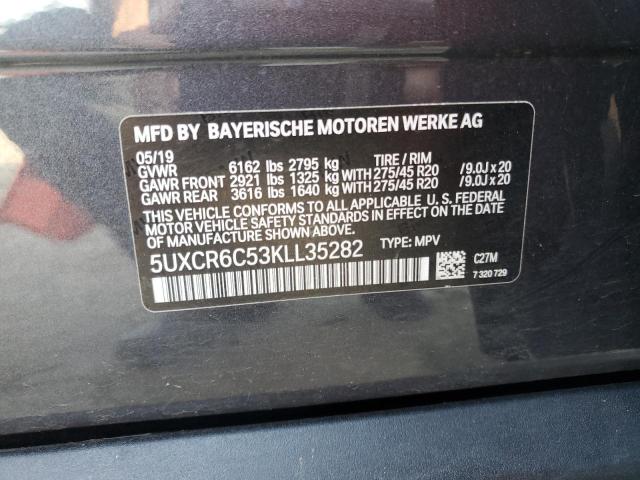 MFD BY BAYERISCHE MOTOREN WERKE AG
05/19
GVWR 6162 lbs 2795 kg TIRE / RIM
GAWR FRONT 2921 lbs 1325 kg WITH 275/45 R20 /9.0J x 20
GAWR REAR 3616 lbs 1640 kg WITH 275/45 R20 /9.0J x 20
THIS VEHICLE CONFORMS TO ALL APPLICABLE U. S. FEDERAL
MOTOR VEHICLE SAFETY STANDARDS IN EFFECT ON THE DATE OF
MANUFACTURE SHOWN ABOVE.
5UXCR6C53KLL35282 TYPE: MPV C27M
7 320 729